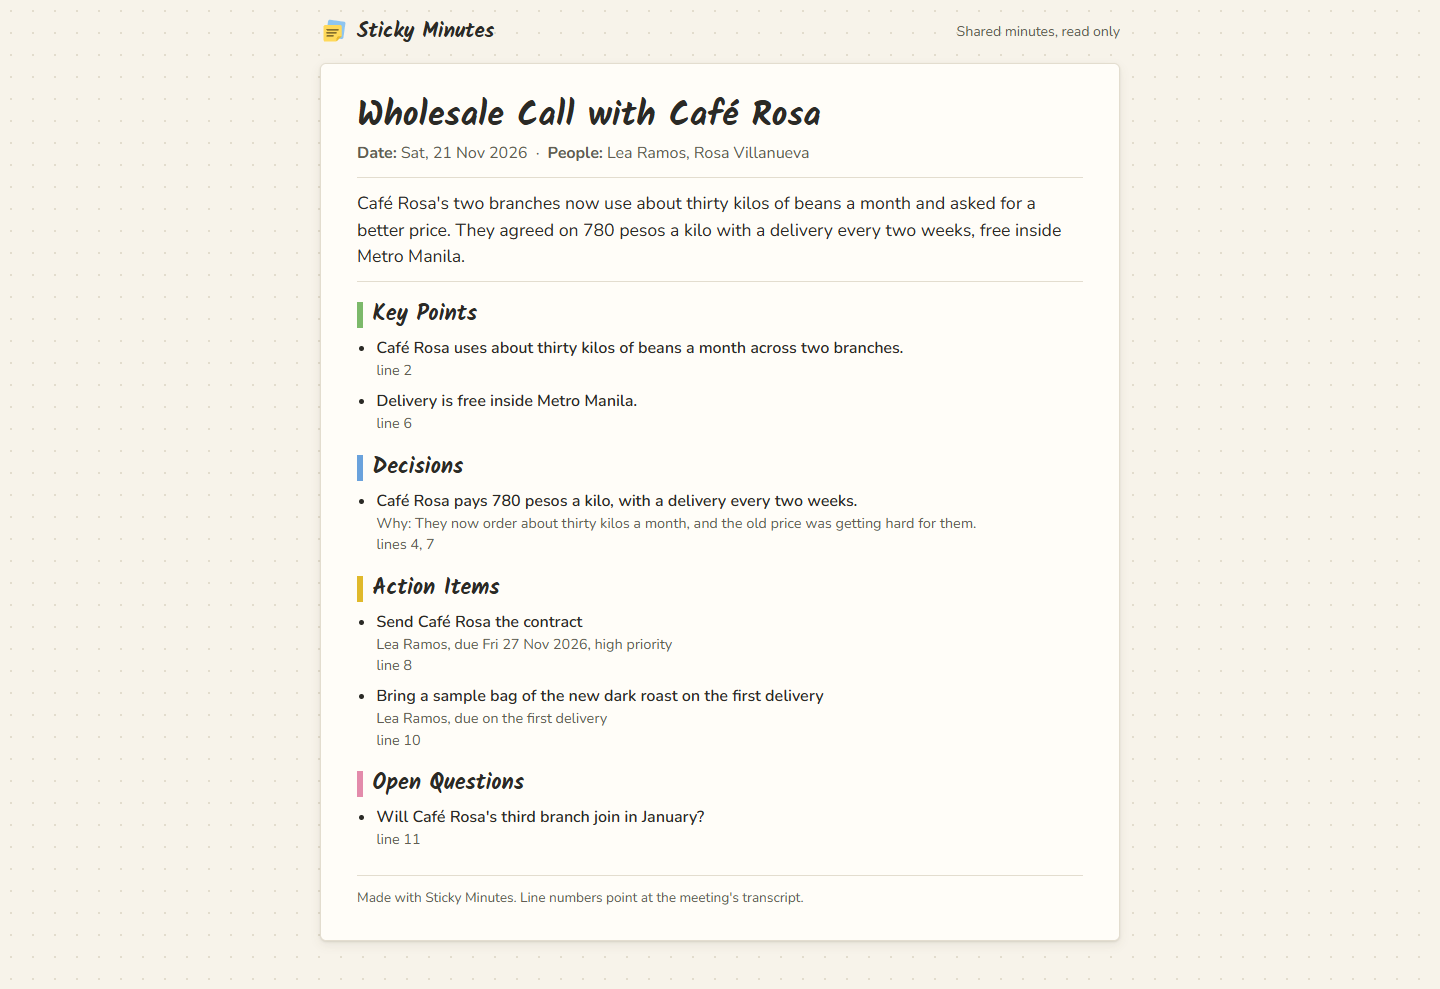 Sticky Minutes
Shared minutes, read only
Wholesale Call with Café Rosa
Date: Sat, 21 Nov 2026 · People: Lea Ramos, Rosa Villanueva
Café Rosa's two branches now use about thirty kilos of beans a month and asked for a
better price. They agreed on 780 pesos a kilo with a delivery every two weeks, free inside
Metro Manila.
Key Points
• Café Rosa uses about thirty kilos of beans a month across two branches.
line 2
• Delivery is free inside Metro Manila.
line 6
Decisions
• Café Rosa pays 780 pesos a kilo, with a delivery every two weeks.
Why: They now order about thirty kilos a month, and the old price was getting hard for them.
lines 4, 7
Action Items
• Send Café Rosa the contract
Lea Ramos, due Fri 27 Nov 2026, high priority
line 8
• Bring a sample bag of the new dark roast on the first delivery
Lea Ramos, due on the first delivery
line 10
Open Questions
• Will Café Rosa's third branch join in January?
line 11
Made with Sticky Minutes. Line numbers point at the meeting's transcript.